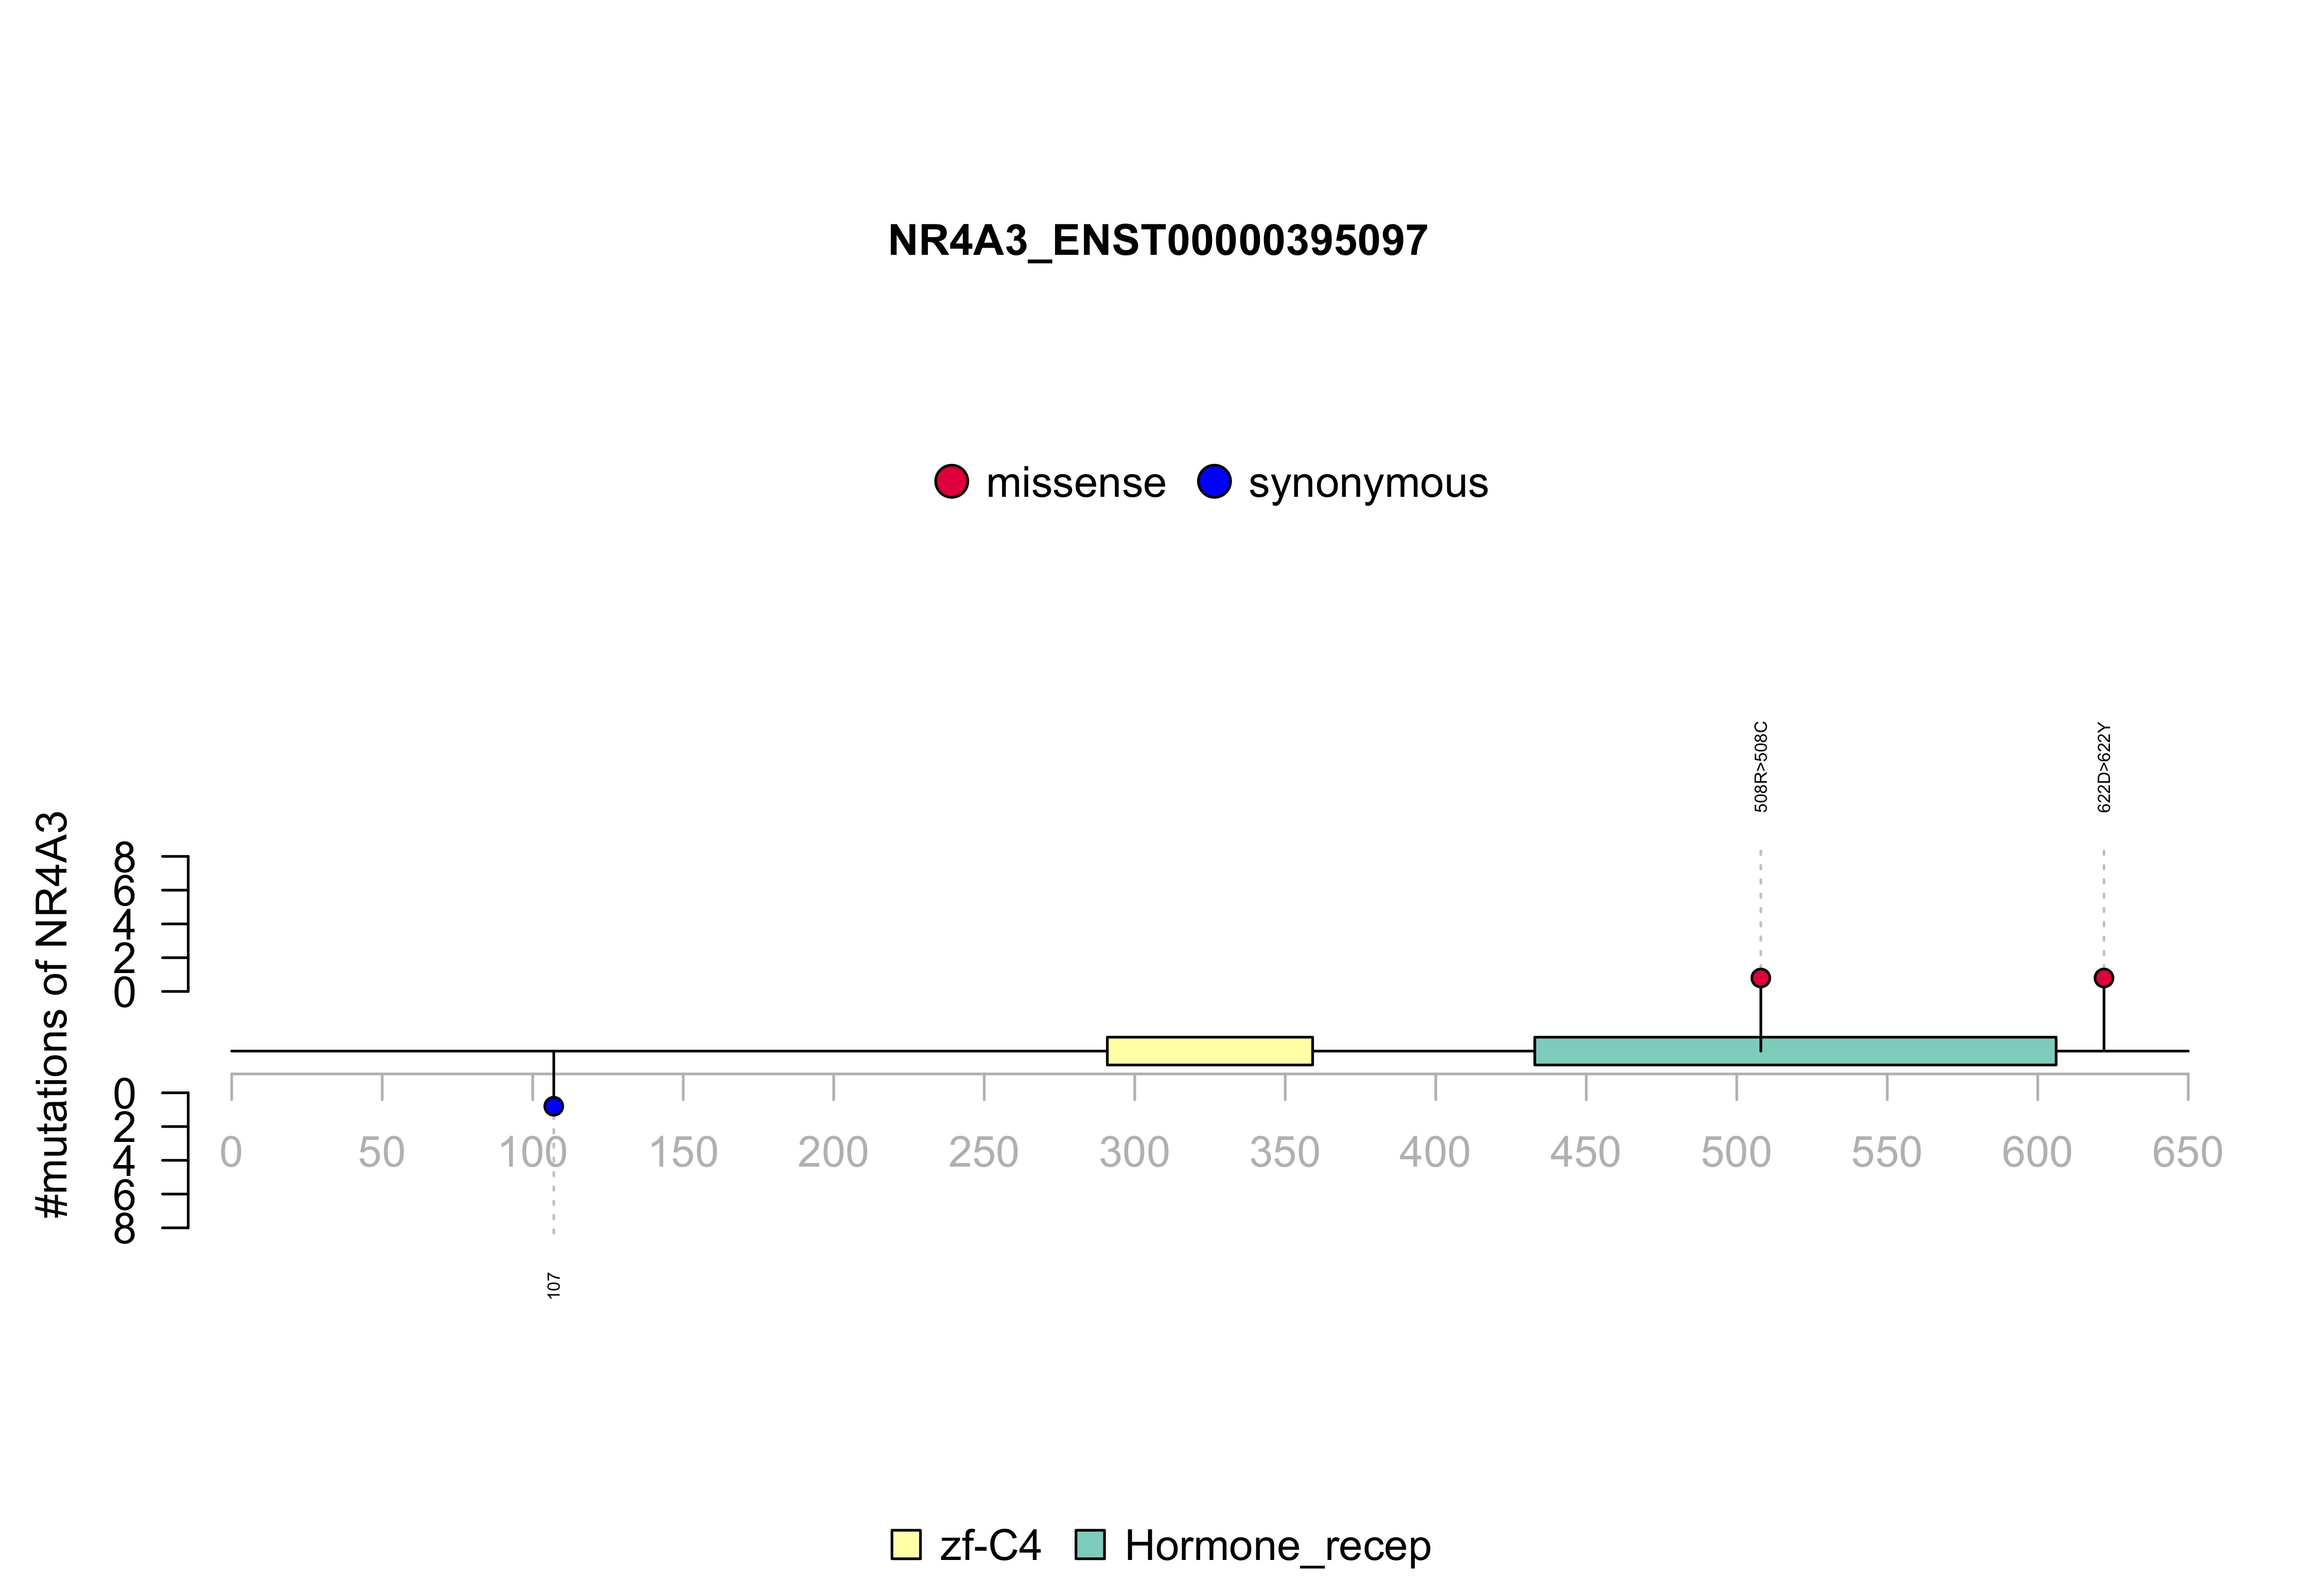 NR4A3_ENST00000395097
missense synonymous
508R>508C
622D>622Y
#mutations of NR4A3
8
6
4
2
0
0
2
4
6
8
0 50 100 150 200 250 300 350 400 450 500 550 600 650
107
zf-C4 Hormone_recep